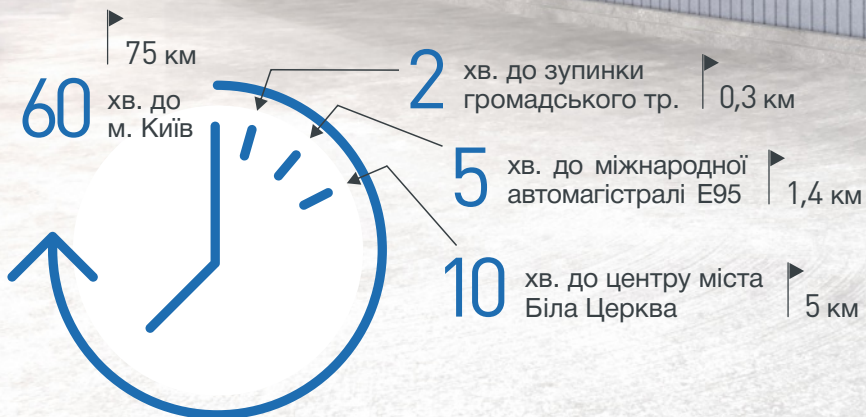 75 км
60
хв. до
м. Київ
2
хв. до зупинки
громадського тр.
0,3 км
5
хв. до міжнародної
автомагістралі Е95
1,4 км
10
хв. до центру міста
Біла Церква
5 км